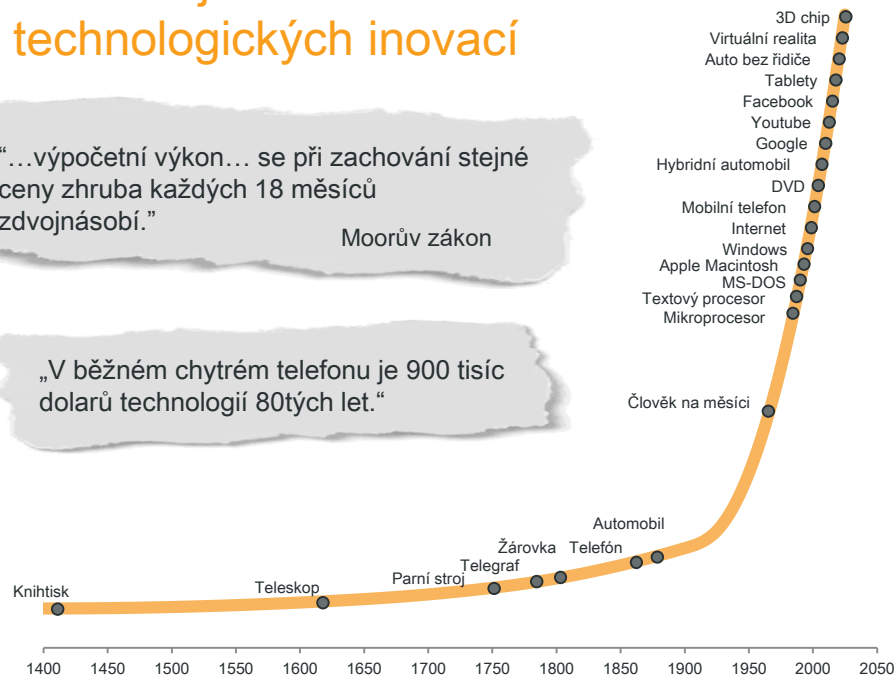 technologických inovací
“…výpočetní výkon… se při zachování stejné
ceny zhruba každých 18 měsíců
zdvojnásobí.”
Moorův zákon
„V běžném chytrém telefonu je 900 tisíc
dolarů technologií 80tých let.“
3D chip
Virtuální realita
Auto bez řidiče
Tablety
Facebook
Youtube
Google
Hybridní automobil
DVD
Mobilní telefon
Internet
Windows
Apple Macintosh
MS-DOS
Textový procesor
Mikroprocesor
Člověk na měsíci
Automobil
Telefón
Žárovka
Telegraf
Parní stroj
Teleskop
Knihtisk
1400 1450 1500 1550 1600 1650 1700 1750 1800 1850 1900 1950 2000 2050